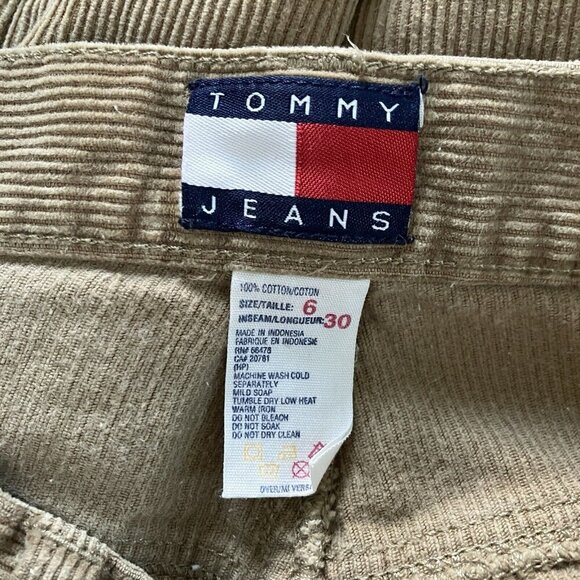 TOMMY
JEANS
100% COTTON/COTON
SIZE/TAILLE: 6
INSEAM/LONGUEUR: 30
MADE IN INDONESIA
FABRIQUE EN INDONESIE
RN# 66478
CA# 20761
(HP)
MACHINE WASH COLD
SEPARATELY
MILD SOAP
TUMBLE DRY LOW HEAT
WARM IRON
DO NOT BLEACH
DO NOT SOAK
DO NOT DRY CLEAN